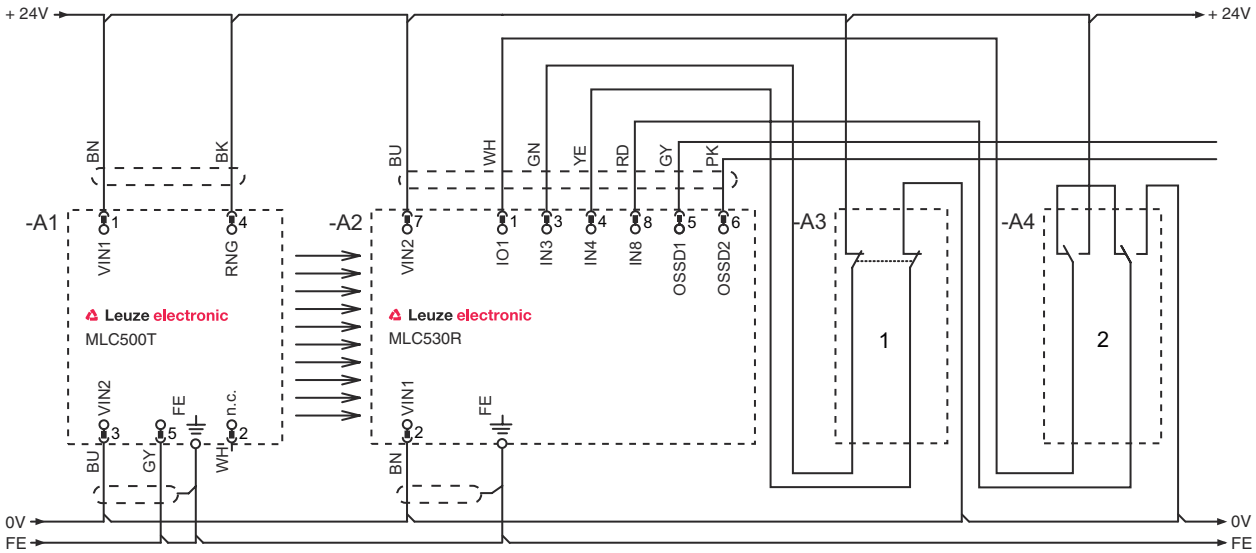 + 24V
+ 24V
BN
BK
BU
WH
GN
YE
RD
GY
PK
-A1
1
4
-A2
7
1
3
4
8
5
6
-A3
-A4
VIN1
RNG
VIN2
IO1
IN3
IN4
IN8
OSSD1
OSSD2
Leuze electronic
MLC500T
Leuze electronic
MLC530R
1
2
VIN2
FE
n.c.
VIN1
FE
3
5
2
2
BU
GY
WH
BN
0V
0V
FE
FE